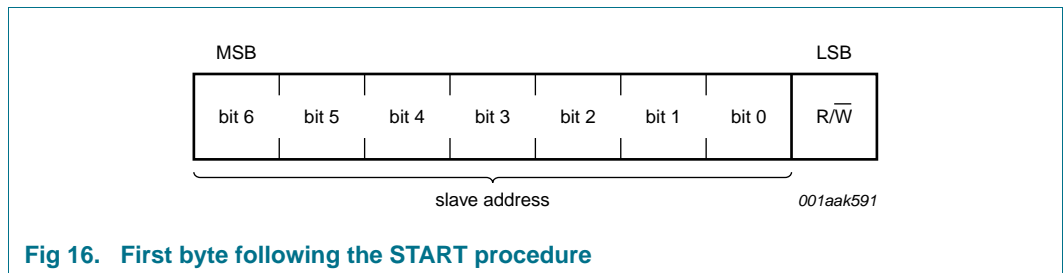 MSB LSB
bit 6 bit 5 bit 4 bit 3 bit 2 bit 1 bit 0 R/W̅
slave address 001aak591
Fig 16. First byte following the START procedure